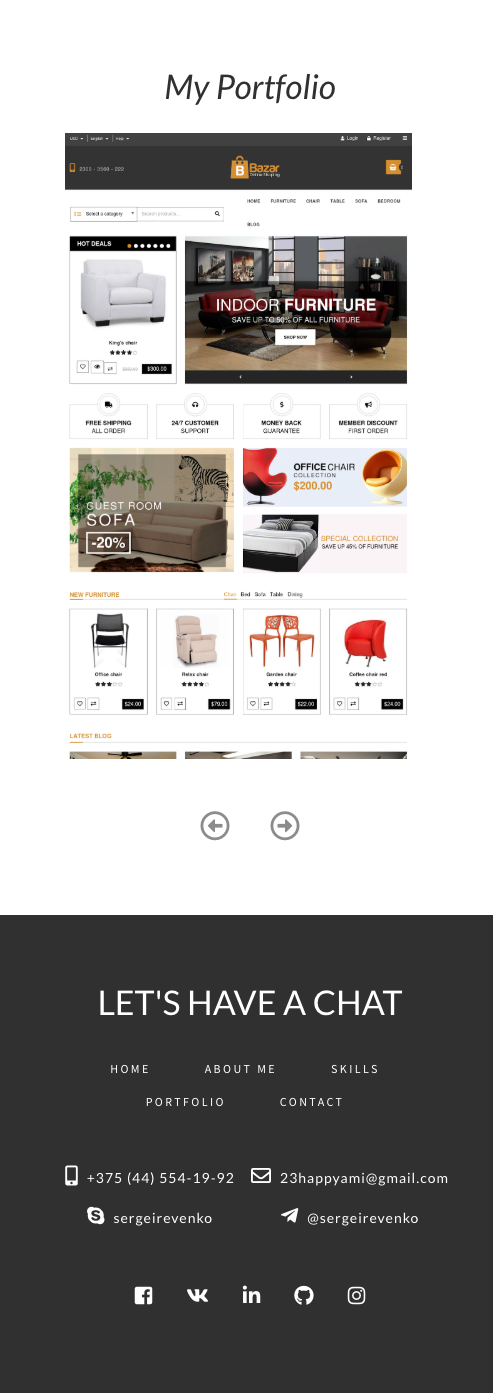 My Portfolio
USD English Help Login Register
2300 - 3560 - 222
Bazar
Online Shoping
Select a category Search products...
HOME FURNITURE CHAIR TABLE SOFA BEDROOM
BLOG
HOT DEALS
King's chair
$300.00
INDOOR FURNITURE
SAVE UP TO 50% OF ALL FURNITURE
SHOP NOW
FREE SHIPPING
ALL ORDER
24/7 CUSTOMER
SUPPORT
MONEY BACK
GUARANTEE
MEMBER DISCOUNT
FIRST ORDER
GUEST ROOM
SOFA
-20%
OFFICE CHAIR
COLLECTION
$200.00
SPECIAL COLLECTION
SAVE UP 45% OF FURNITURE
NEW FURNITURE
Chair Bed Sofa Table Dining
Office chair
$24.00
Relax chair
$79.00
Garden chair
$22.00
Coffee chair red
$24.00
LATEST BLOG
LET'S HAVE A CHAT
HOME ABOUT ME SKILLS
PORTFOLIO CONTACT
+375 (44) 554-19-92 23happyami@gmail.com
sergeirevenko @sergeirevenko